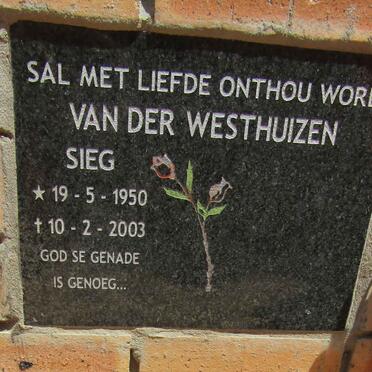 SAL MET LIEFDE ONTHOU WORD
VAN DER WESTHUIZEN
SIEG
★ 19 - 5 - 1950
✝ 10 - 2 - 2003
GOD SE GENADE
IS GENOEG...